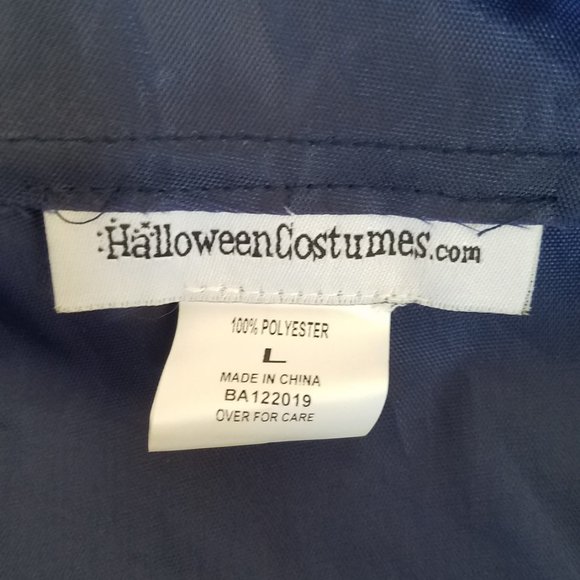 HalloweenCostumes.com
100% POLYESTER
L
MADE IN CHINA
BA122019
OVER FOR CARE